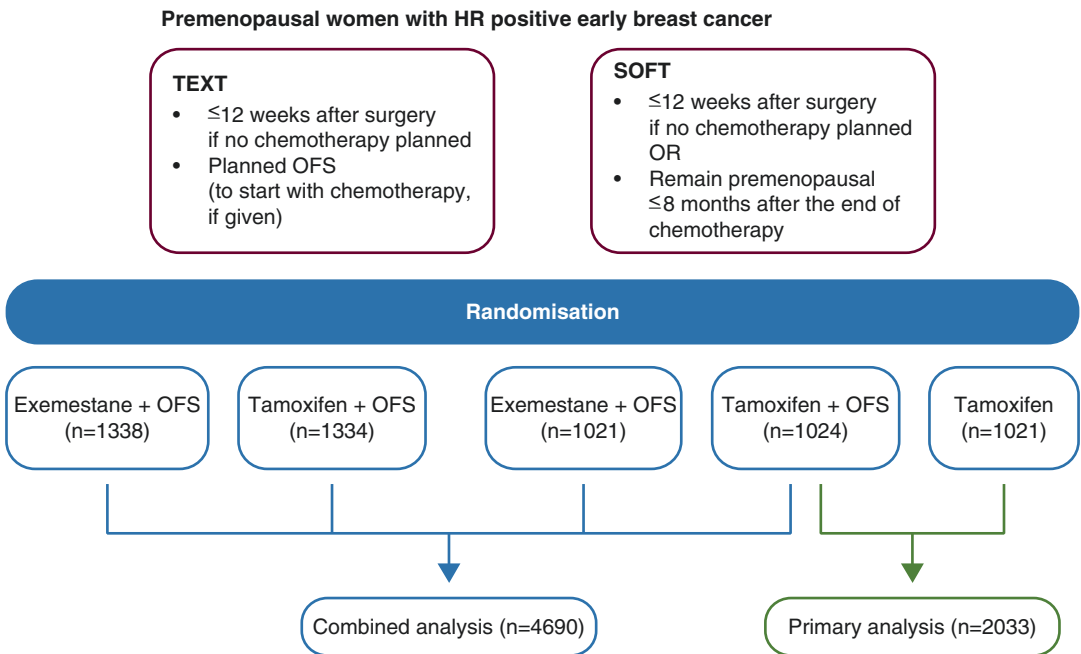 Premenopausal women with HR positive early breast cancer
TEXT
• ≤12 weeks after surgery
if no chemotherapy planned
• Planned OFS
(to start with chemotherapy,
if given)
SOFT
• ≤12 weeks after surgery
if no chemotherapy planned
OR
• Remain premenopausal
≤8 months after the end of
chemotherapy
Randomisation
Exemestane + OFS
(n=1338)
Tamoxifen + OFS
(n=1334)
Exemestane + OFS
(n=1021)
Tamoxifen + OFS
(n=1024)
Tamoxifen
(n=1021)
Combined analysis (n=4690)
Primary analysis (n=2033)